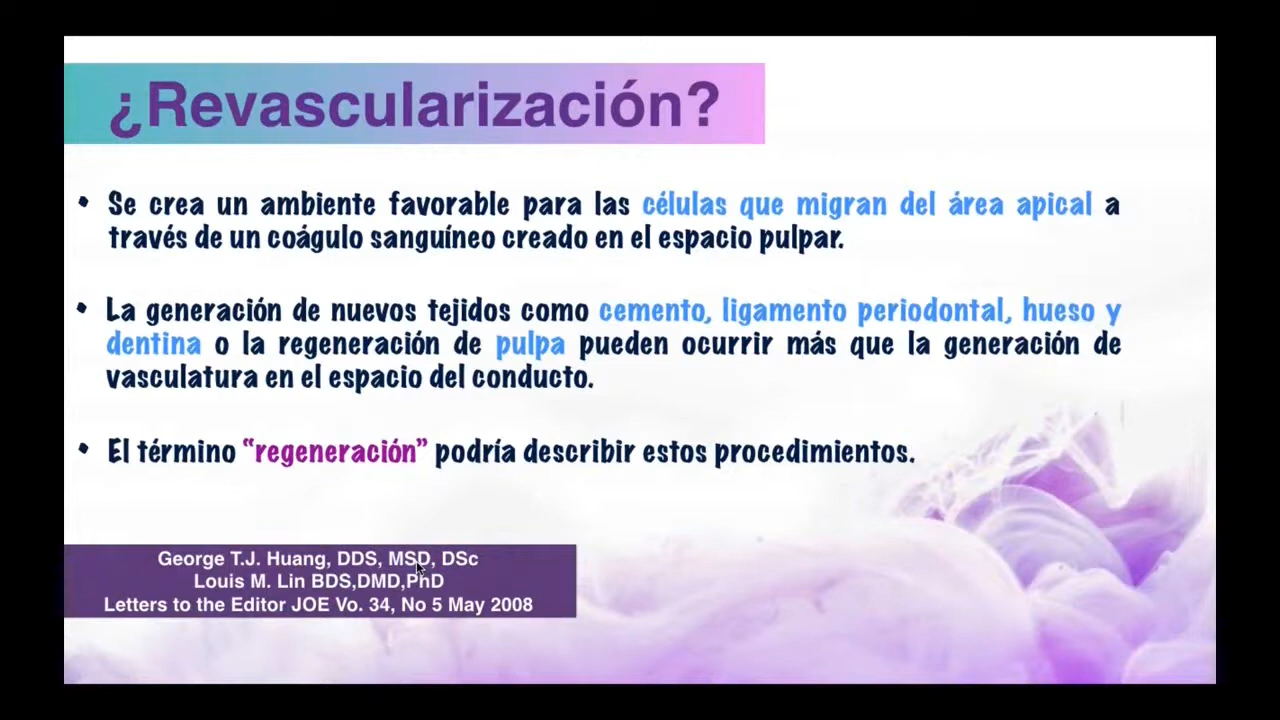 ¿Revascularización?
• Se crea un ambiente favorable para las células que migran del área apical a
través de un coágulo sanguíneo creado en el espacio pulpar.
• La generación de nuevos tejidos como cemento, ligamento periodontal, hueso y
dentina o la regeneración de pulpa pueden ocurrir más que la generación de
vasculatura en el espacio del conducto.
• El término “regeneración” podría describir estos procedimientos.
George T.J. Huang, DDS, MSD, DSc
Louis M. Lin BDS,DMD,PhD
Letters to the Editor JOE Vo. 34, No 5 May 2008